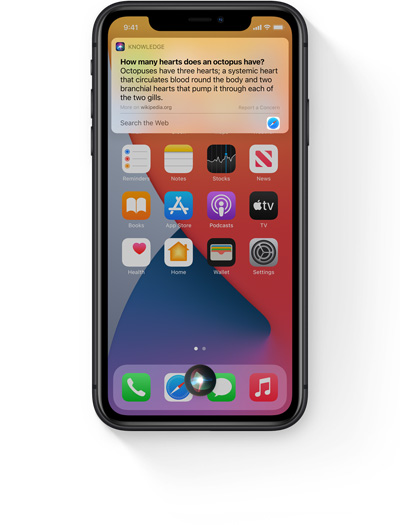 9:41
KNOWLEDGE
How many hearts does an octopus have?
Octopuses have three hearts; a systemic heart
that circulates blood round the body and two
branchial hearts that pump it through each of
the two gills.
More on wikipedia.org Report a Concern
Search the Web
Reminders Notes Stocks News
tv
Books App Store Podcasts TV
Health Home Wallet Settings